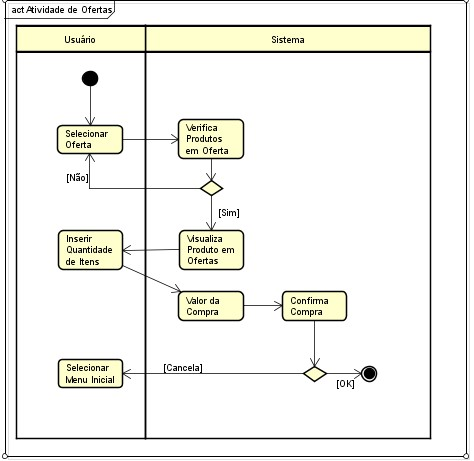 act Atividade de Ofertas
Usuário
Sistema
Selecionar
Oferta
Verifica
Produtos
em Oferta
[Não]
[Sim]
Inserir
Quantidade
de Itens
Visualiza
Produto em
Ofertas
Valor da
Compra
Confirma
Compra
Selecionar
Menu Inicial
[Cancela]
[OK]